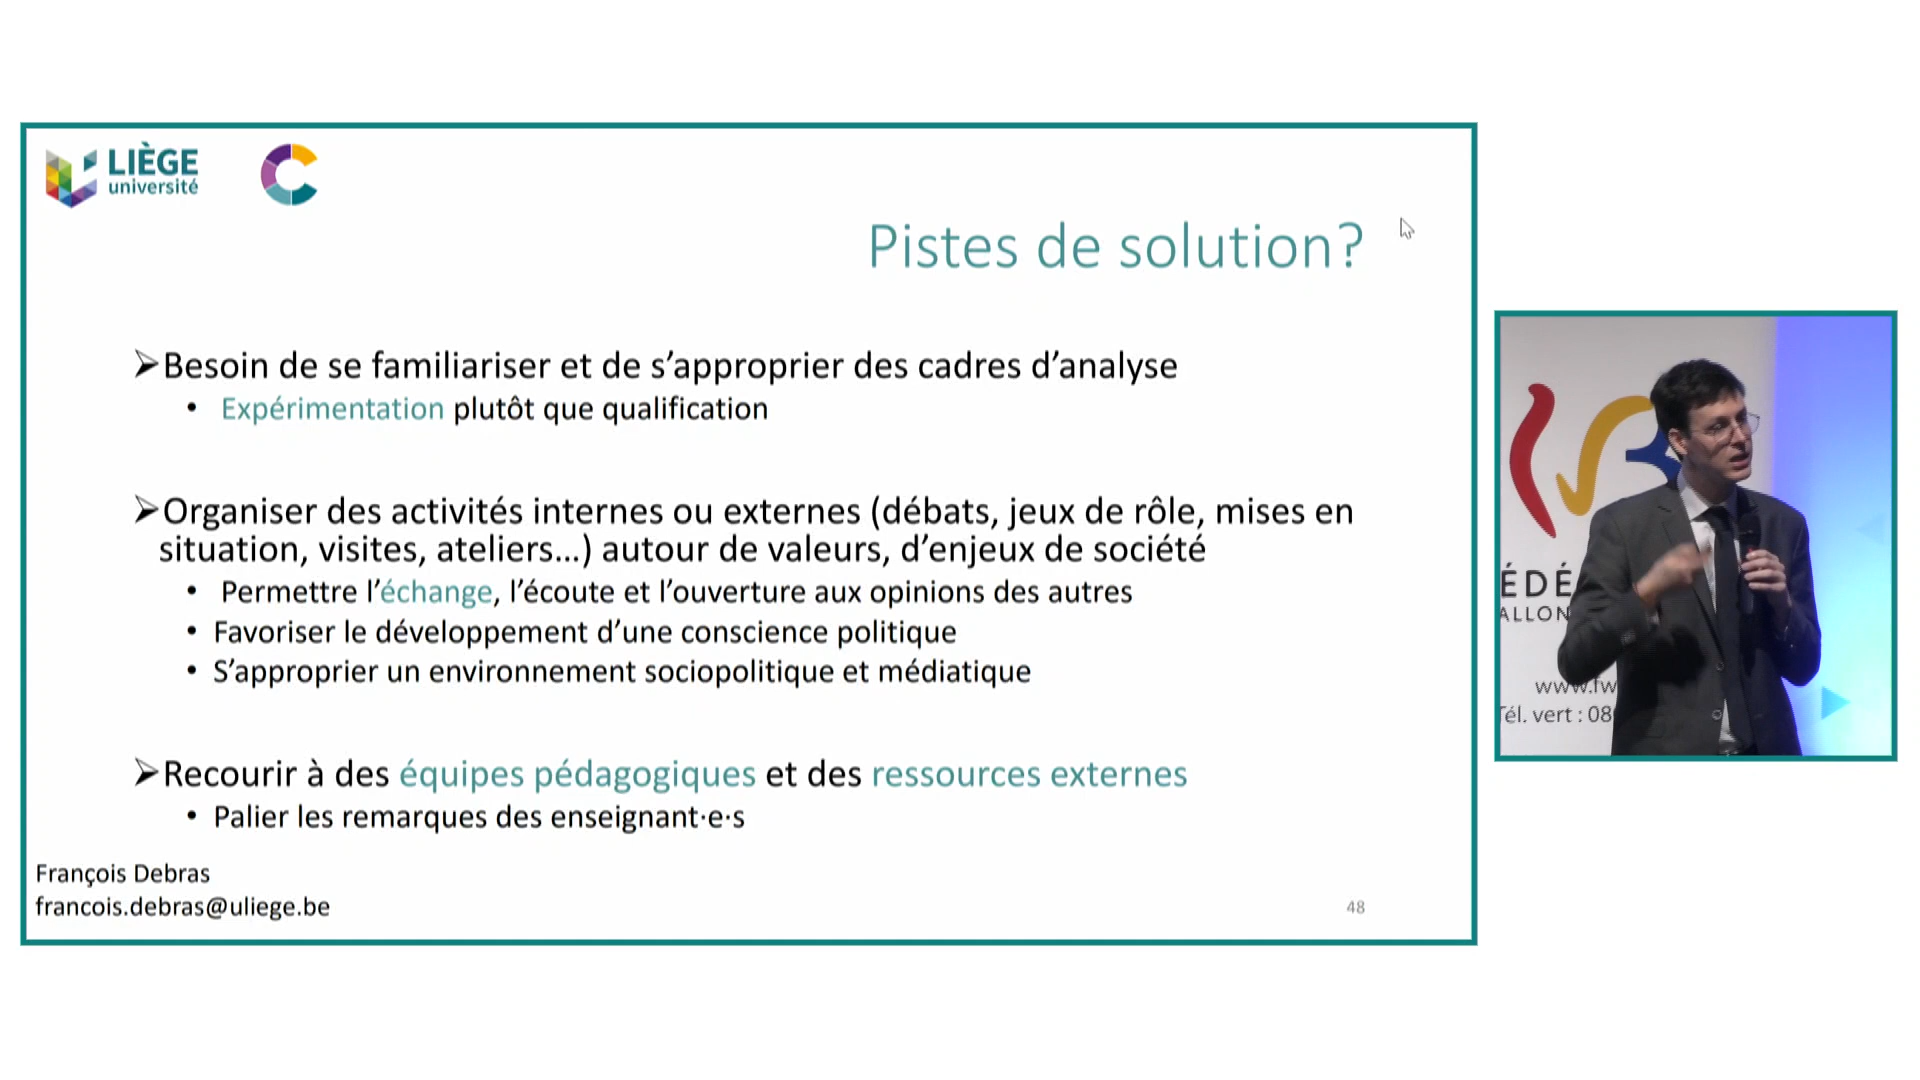 LIÈGE
université
Pistes de solution?
➢Besoin de se familiariser et de s’approprier des cadres d’analyse
• Expérimentation plutôt que qualification
➢Organiser des activités internes ou externes (débats, jeux de rôle, mises en
situation, visites, ateliers…) autour de valeurs, d’enjeux de société
• Permettre l’échange, l’écoute et l’ouverture aux opinions des autres
• Favoriser le développement d’une conscience politique
• S’approprier un environnement sociopolitique et médiatique
➢Recourir à des équipes pédagogiques et des ressources externes
• Palier les remarques des enseignant·e·s
François Debras
francois.debras@uliege.be
48
ÉDÉ
ALLON
www.fw
Tél. vert : 08